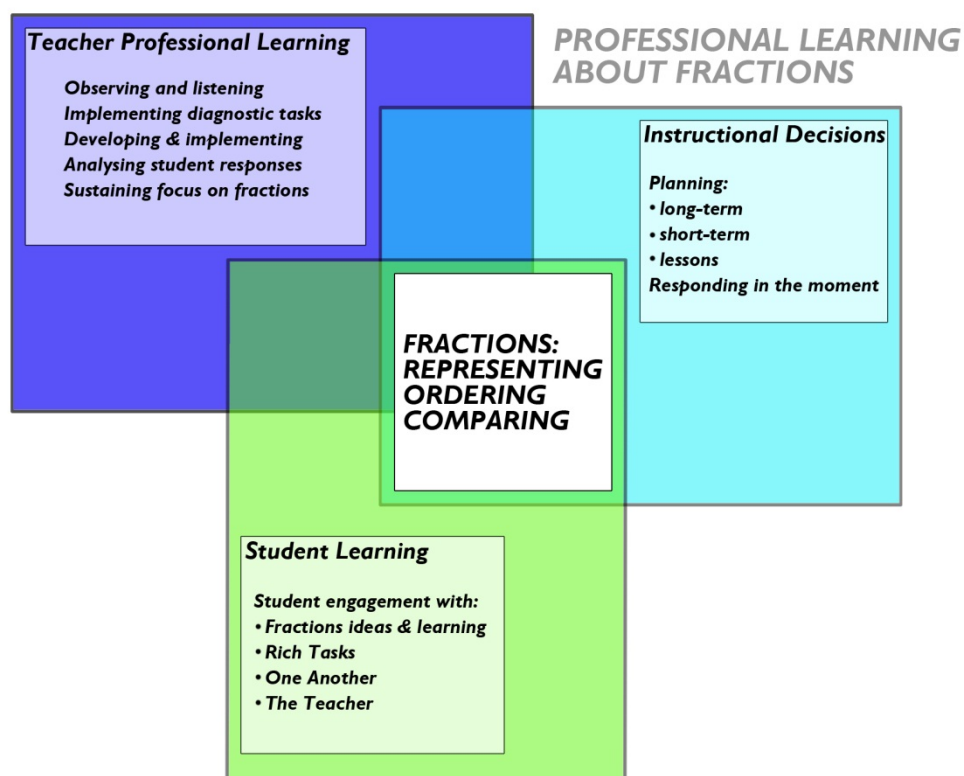 PROFESSIONAL LEARNING
ABOUT FRACTIONS
Teacher Professional Learning
Observing and listening
Implementing diagnostic tasks
Developing & implementing
Analysing student responses
Sustaining focus on fractions
Instructional Decisions
Planning:
• long-term
• short-term
• lessons
Responding in the moment
FRACTIONS:
REPRESENTING
ORDERING
COMPARING
Student Learning
Student engagement with:
• Fractions ideas & learning
• Rich Tasks
• One Another
• The Teacher